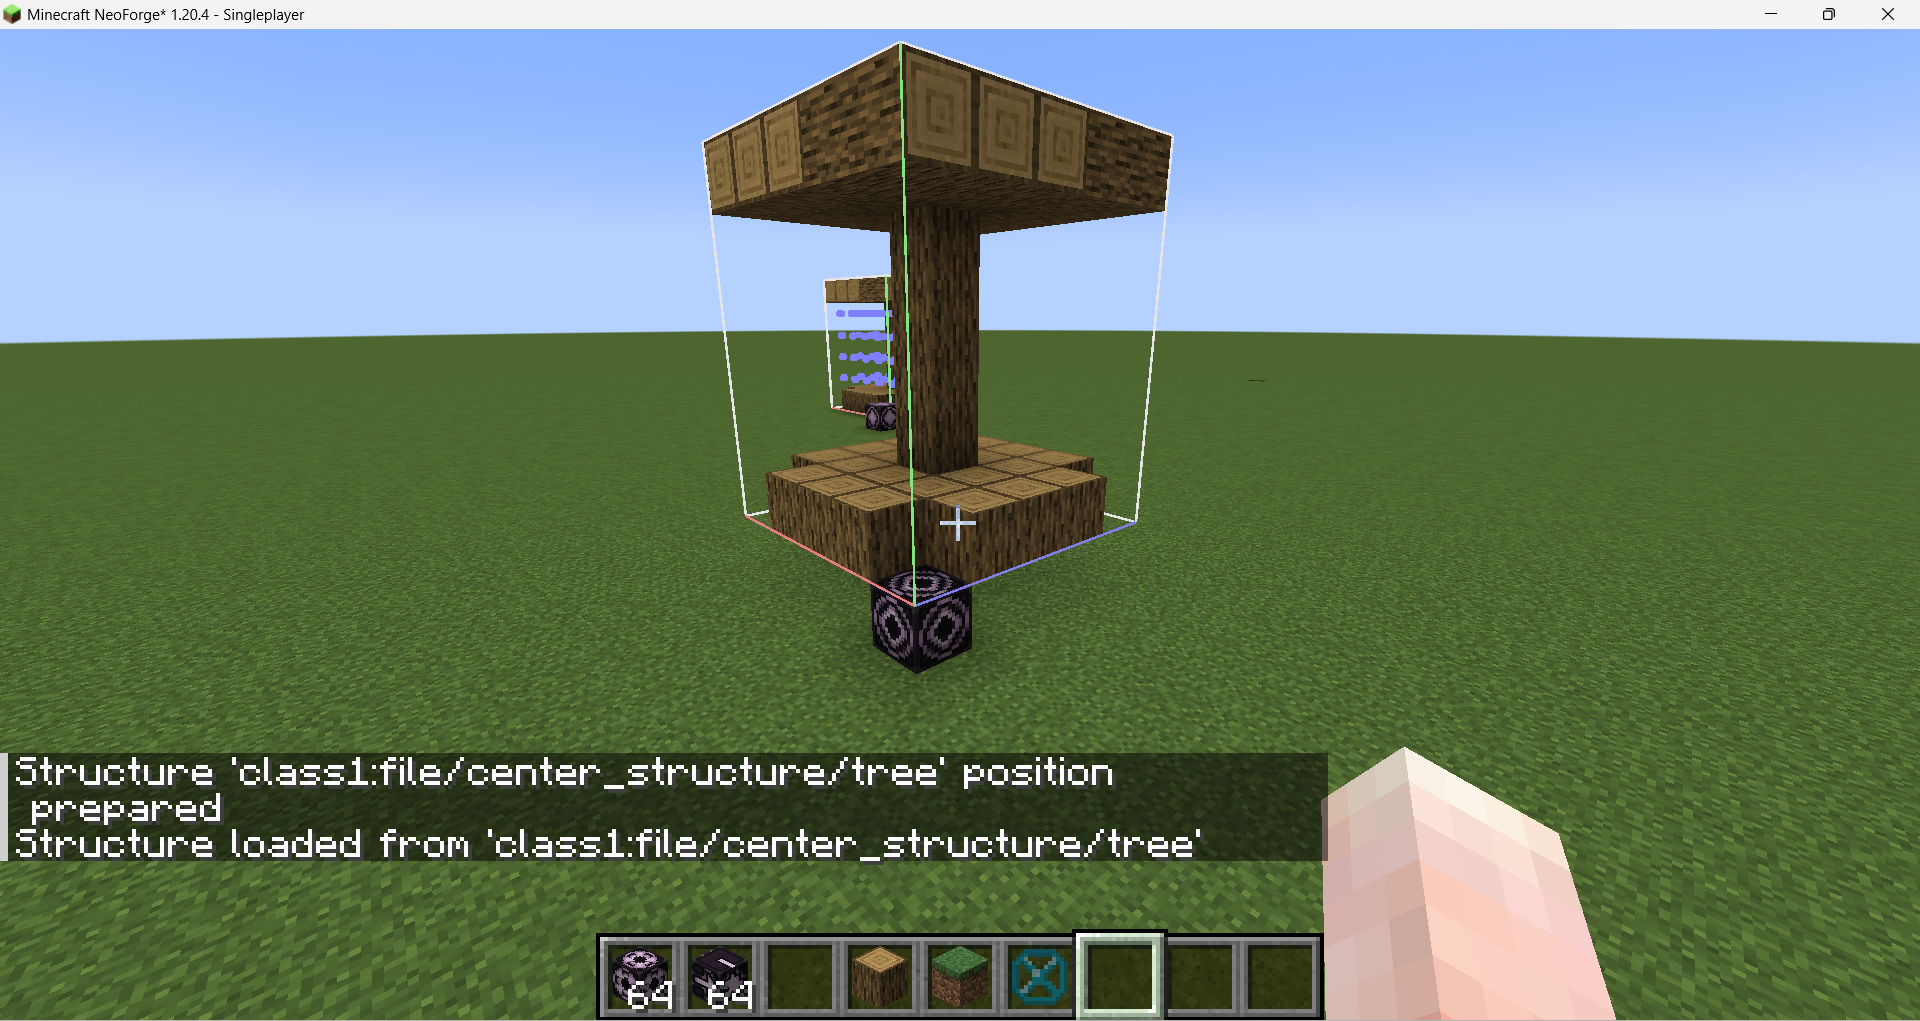 Minecraft NeoForge* 1.20.4 - Singleplayer
Structure 'class1:file/center_structure/tree' position
prepared
Structure loaded from 'class1:file/center_structure/tree'
64 64